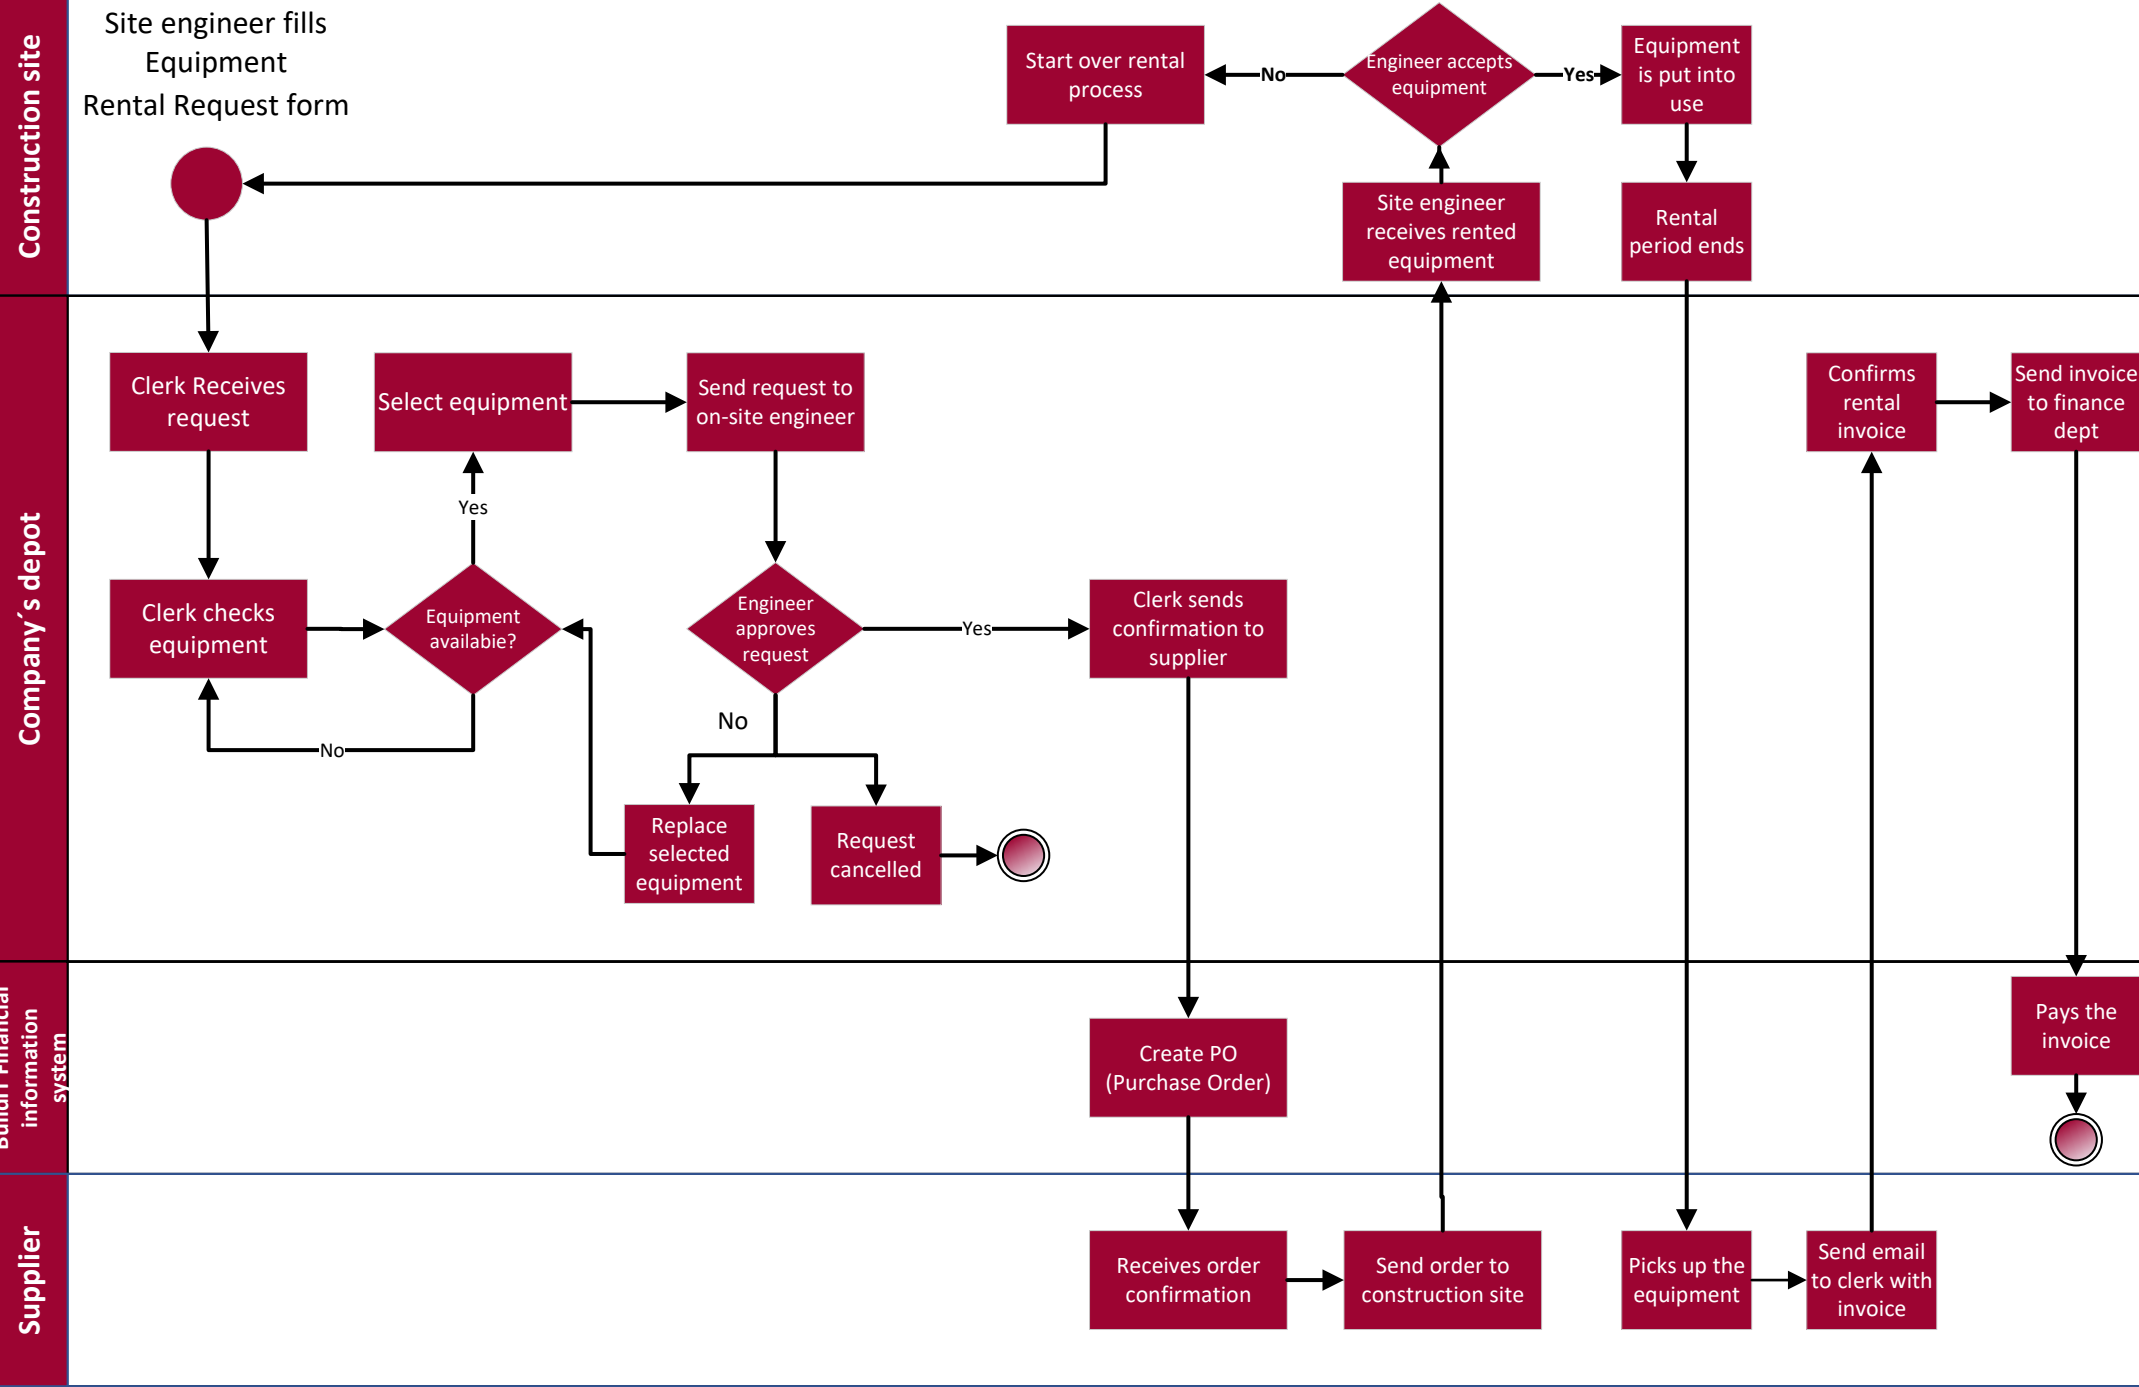 Construction site
Site engineer fills
Equipment
Rental Request form
Start over rental
process
No
Engineer accepts
equipment
Yes
Equipment
is put into
use
Site engineer
receives rented
equipment
Rental
period ends
Company´s depot
Clerk Receives
request
Select equipment
Send request to
on-site engineer
Confirms
rental
invoice
Send invoice
to finance
dept
Yes
Clerk checks
equipment
Equipment
available?
Engineer
approves
request
Yes
Clerk sends
confirmation to
supplier
No
No
Replace
selected
equipment
Request
cancelled
Financial
information
system
Create PO
(Purchase Order)
Pays the
invoice
Supplier
Receives order
confirmation
Send order to
construction site
Picks up the
equipment
Send email
to clerk with
invoice